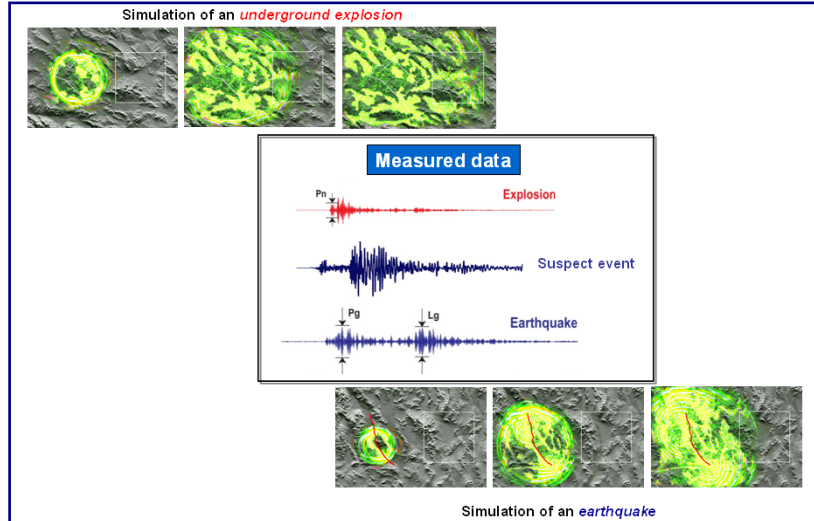 Simulation of an underground explosion
Measured data
Pn
Explosion
Suspect event
Pg
Lg
Earthquake
Simulation of an earthquake